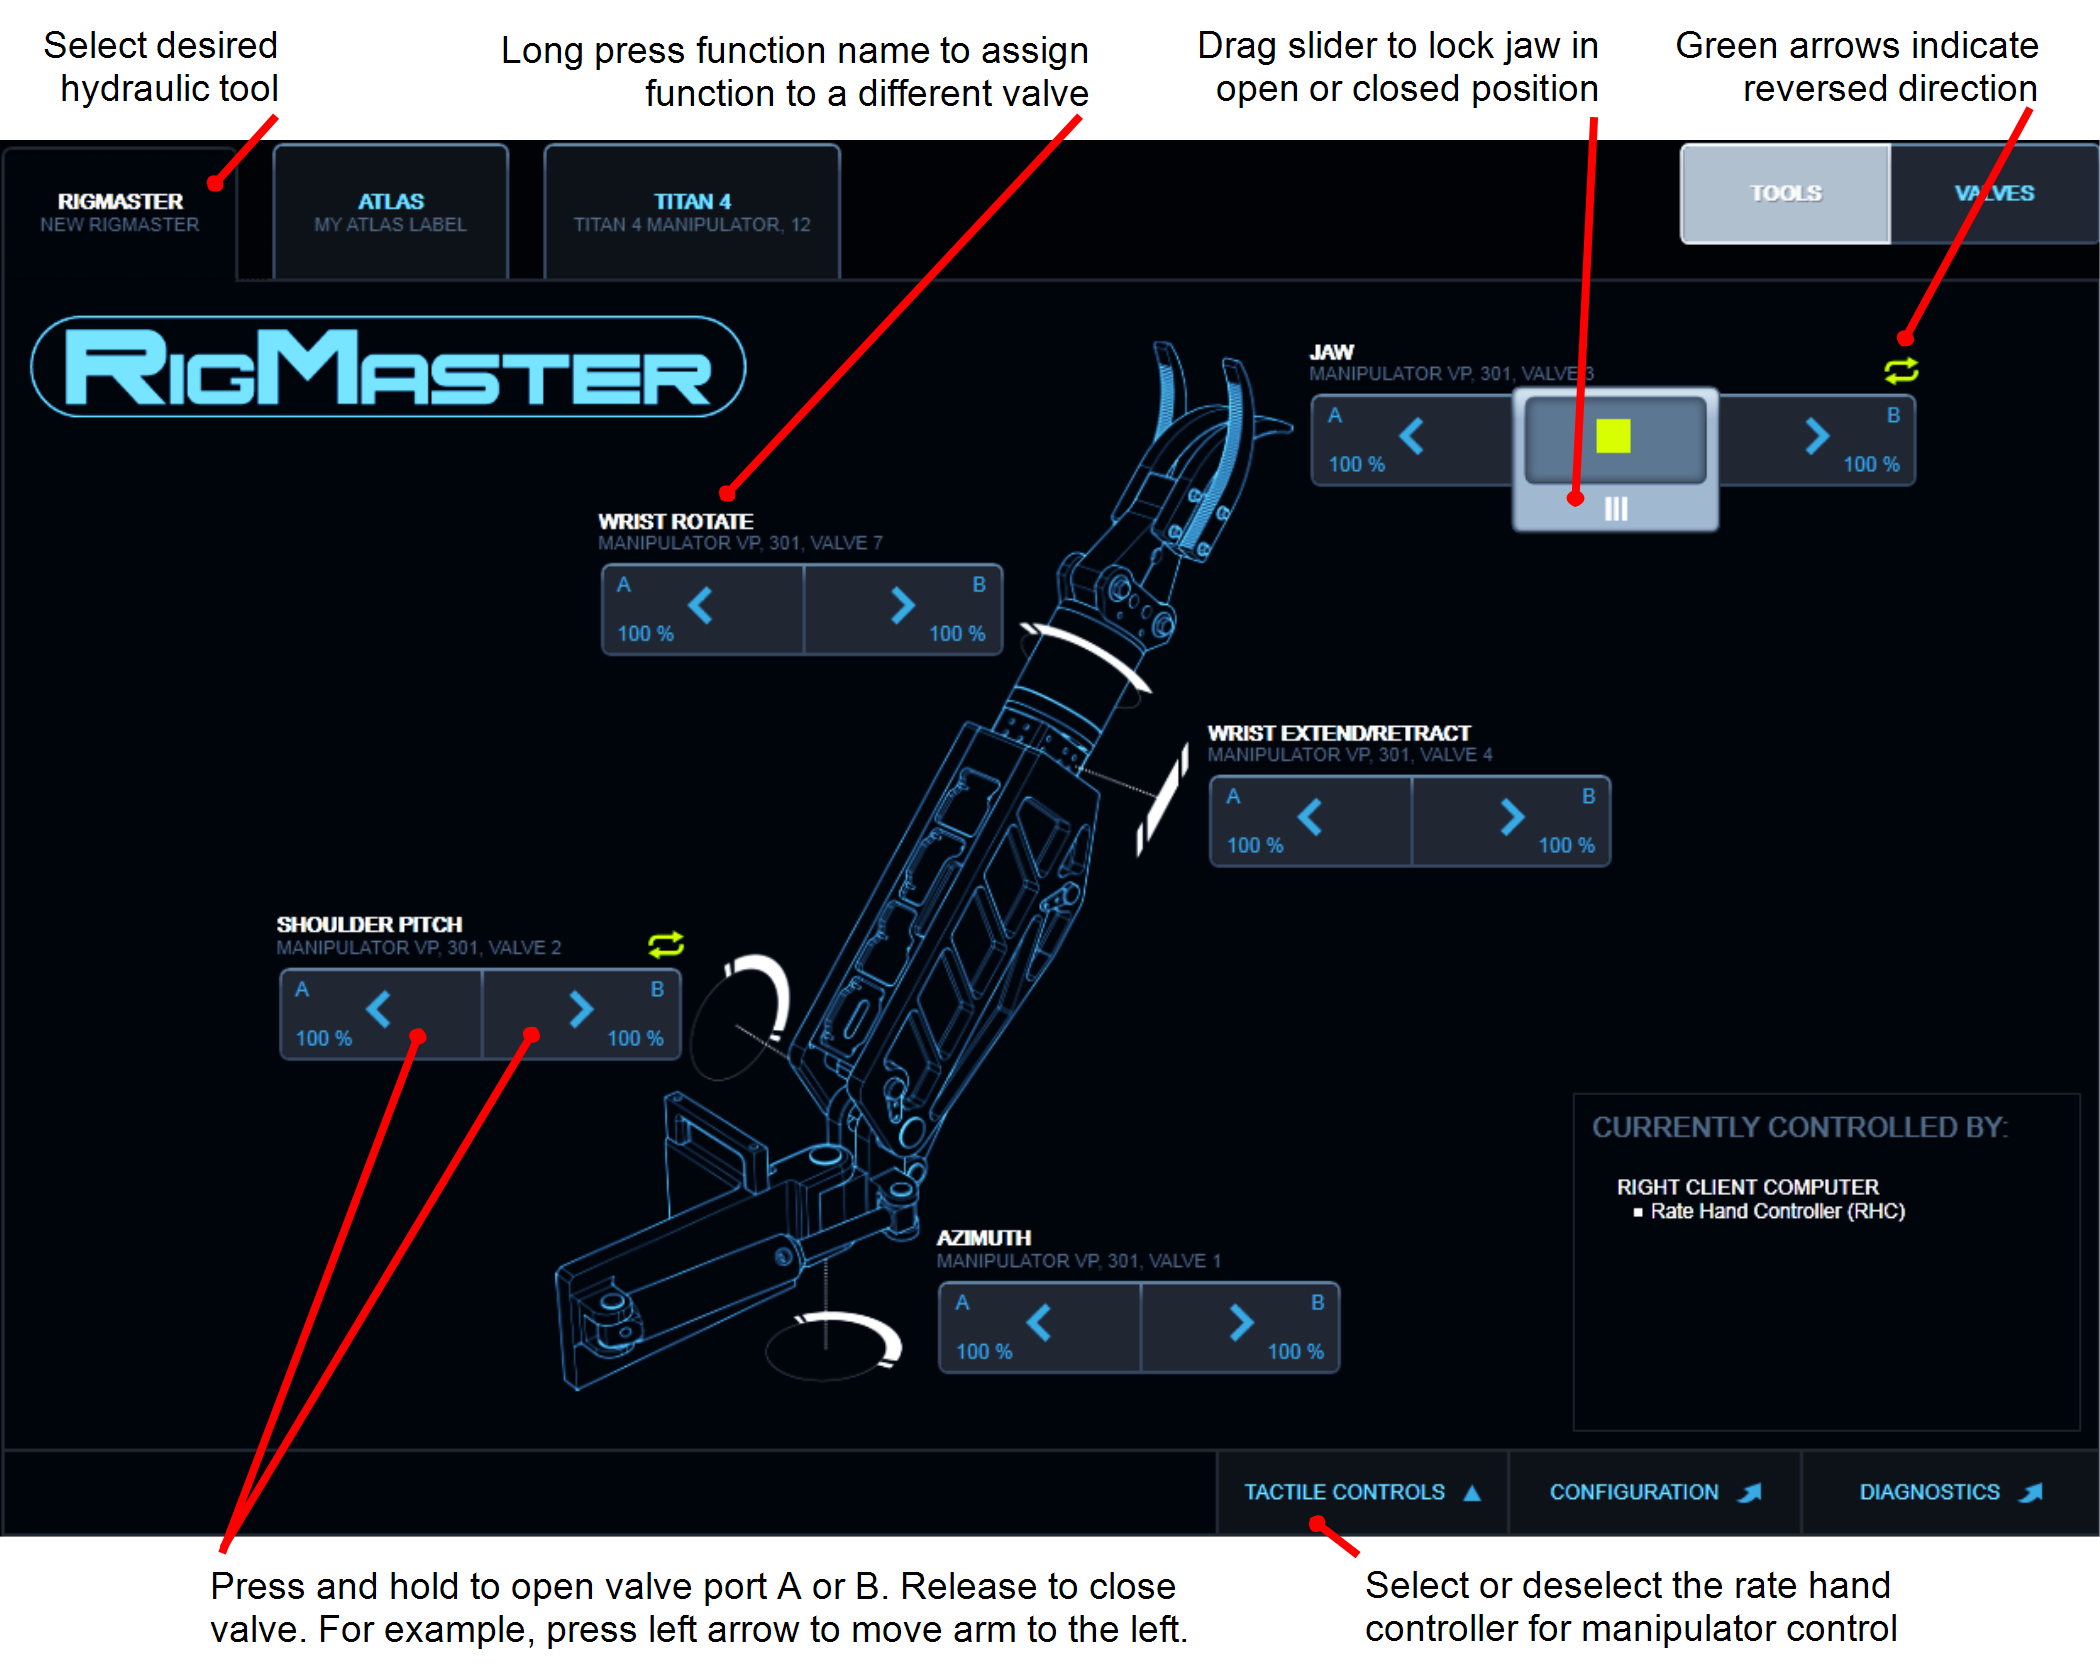 Select desired
hydraulic tool
Long press function name to assign
function to a different valve
Drag slider to lock jaw in
open or closed position
Green arrows indicate
reversed direction
RIGMASTER
NEW RIGMASTER
ATLAS
MY ATLAS LABEL
TITAN 4
TITAN 4 MANIPULATOR, 12
TOOLS
VALVES
RIGMASTER
JAW
MANIPULATOR VP, 301, VALVE 3
A
B
100 %
100 %
WRIST ROTATE
MANIPULATOR VP, 301, VALVE 7
A
B
100 %
100 %
WRIST EXTEND/RETRACT
MANIPULATOR VP, 301, VALVE 4
A
B
100 %
100 %
SHOULDER PITCH
MANIPULATOR VP, 301, VALVE 2
A
B
100 %
100 %
CURRENTLY CONTROLLED BY:
RIGHT CLIENT COMPUTER
Rate Hand Controller (RHC)
AZIMUTH
MANIPULATOR VP, 301, VALVE 1
A
B
100 %
100 %
TACTILE CONTROLS
CONFIGURATION
DIAGNOSTICS
Press and hold to open valve port A or B. Release to close
valve. For example, press left arrow to move arm to the left.
Select or deselect the rate hand
controller for manipulator control